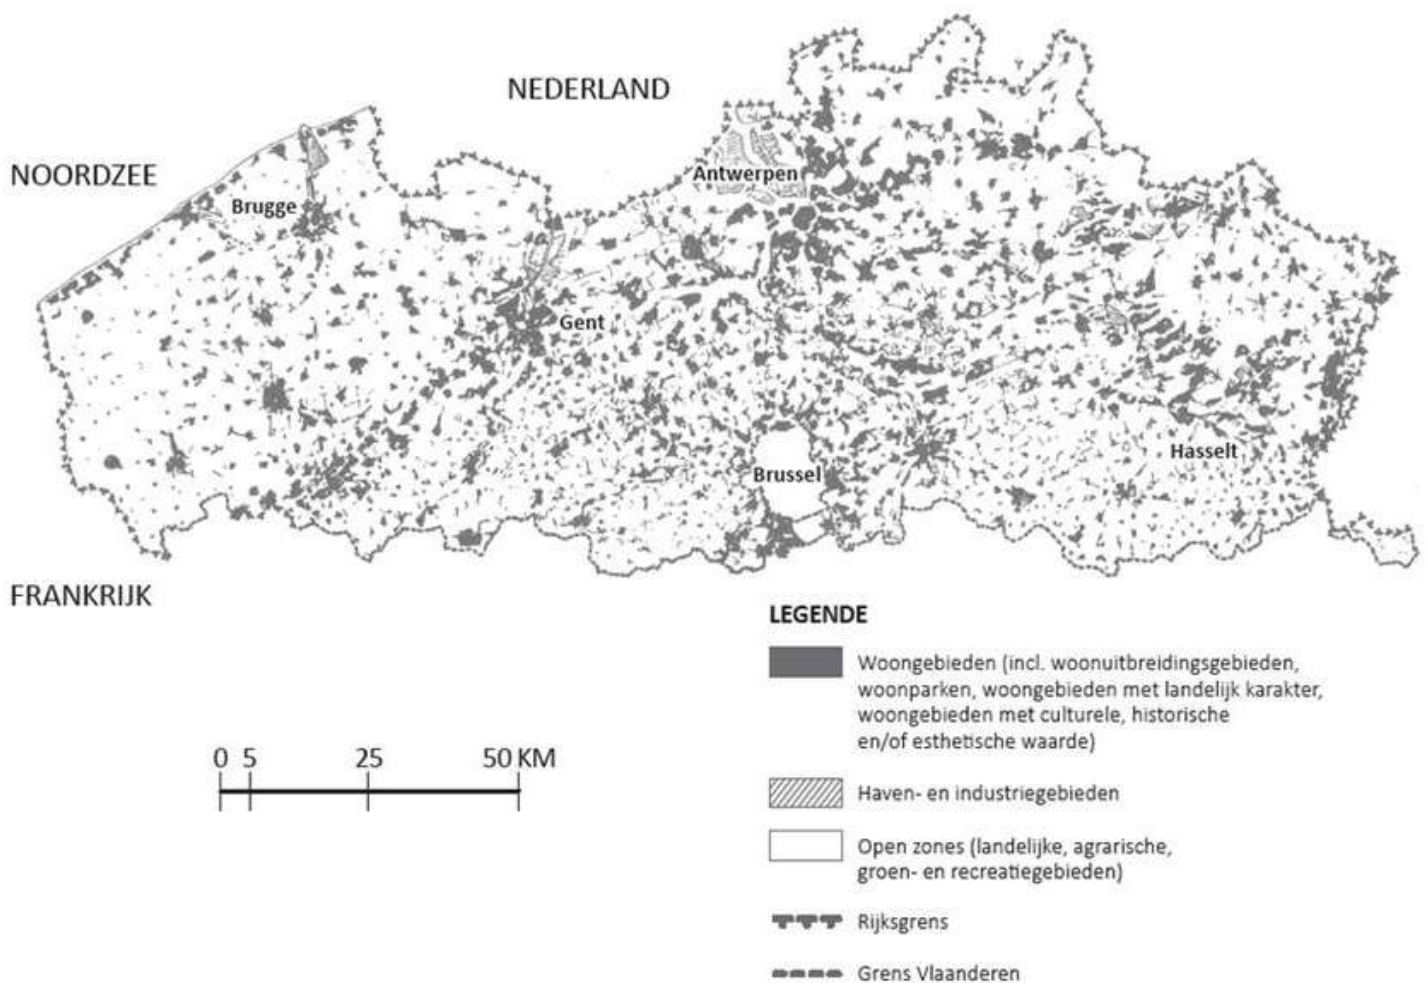 NEDERLAND
NOORDZEE
Antwerpen
Brugge
Gent
Hasselt
Brussel
FRANKRIJK
LEGENDE
Woongebieden (incl. woonuitbreidingsgebieden,
woonparken, woongebieden met landelijk karakter,
woongebieden met culturele, historische
en/of esthetische waarde)
0 5 25 50 KM
Haven- en industriegebieden
Open zones (landelijke, agrarische,
groen- en recreatiegebieden)
Rijksgrens
Grens Vlaanderen